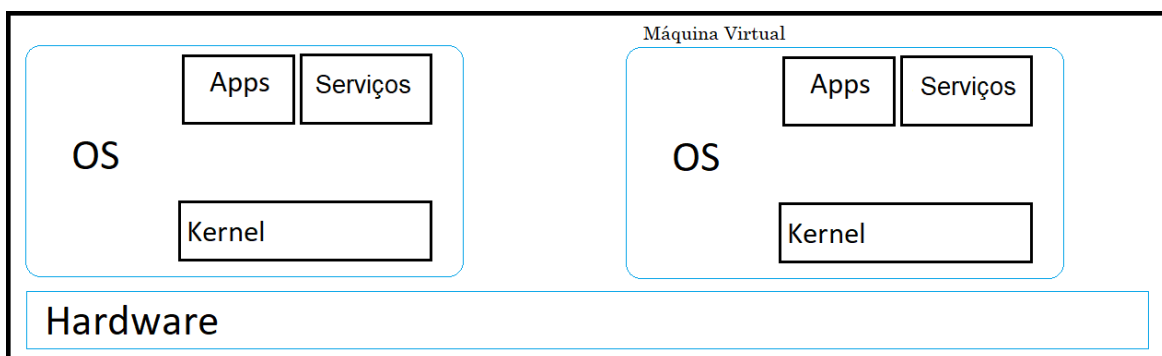 Máquina Virtual
Apps Serviços
OS
Kernel
Apps Serviços
OS
Kernel
Hardware